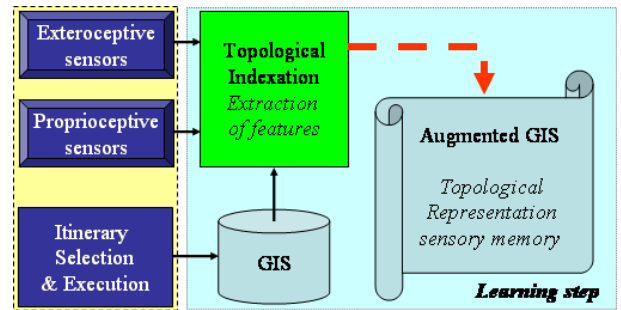 Exteroceptive
sensors
Proprioceptive
sensors
Itinerary
Selection
& Execution
Topological
Indexation
Extraction
of features
GIS
Augmented GIS
Topological
Representation
sensory memory
Learning step